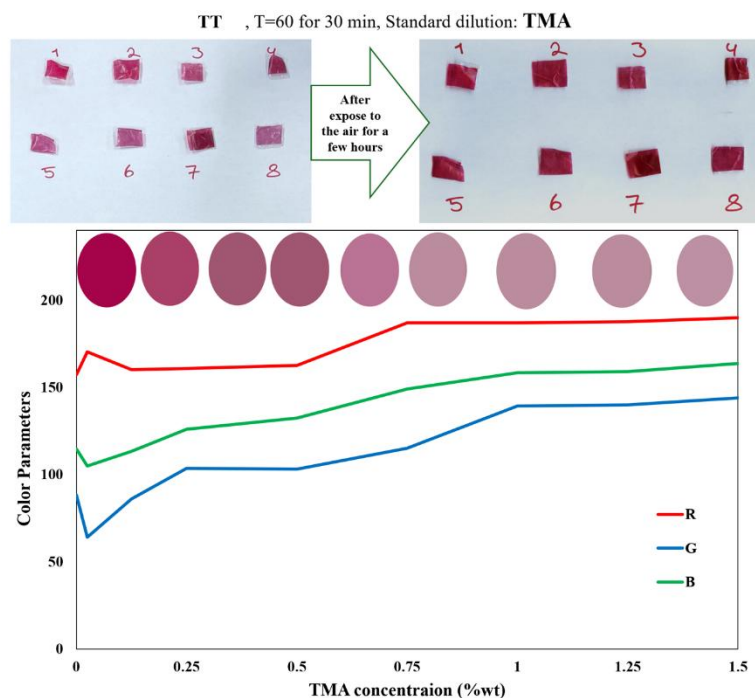 TT , T=60 for 30 min, Standard dilution: TMA
1 2 3 4
5 6 7 8
After
expose to
the air for a
few hours
1 2 3 4
5 6 7 8
Color Parameters
200
150
100
50
0
R
G
B
0 0.25 0.5 0.75 1 1.25 1.5
TMA concentraion (%wt)